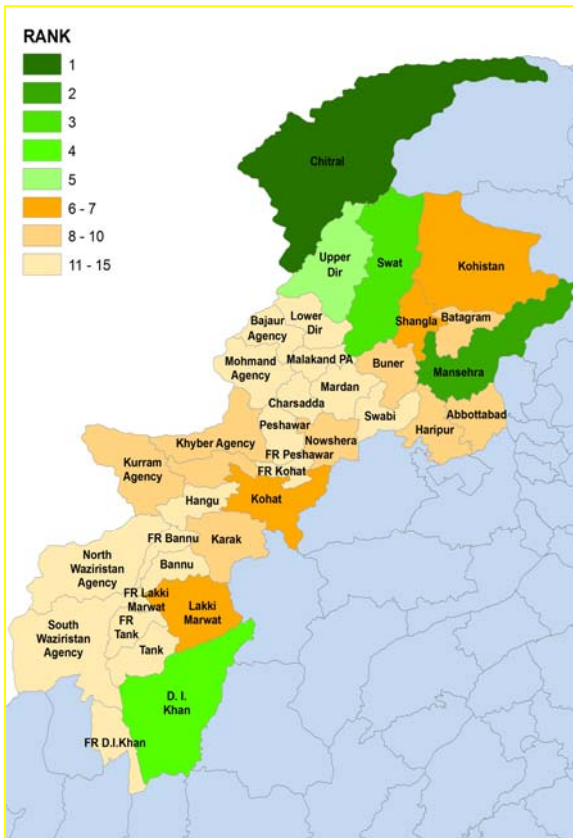 RANK
1
2
3
4
5
6 - 7
8 - 10
11 - 15
Chitral
Upper
Dir
Swat
Kohistan
Shangla
Batagram
Mansehra
Bajaur
Agency
Lower
Dir
Mohmand
Agency
Malakand PA
Buner
Mardan
Charsadda
Swabi
Abbottabad
Haripur
Peshawar
Khyber Agency
Nowshera
FR Peshawar
Kurram
Agency
FR Kohat
Hangu
Kohat
FR Bannu
Karak
North
Waziristan
Agency
Bannu
FR Lakki
Marwat
Lakki
Marwat
South
Waziristan
Agency
FR
Tank
Tank
D. I.
Khan
FR D.I.Khan